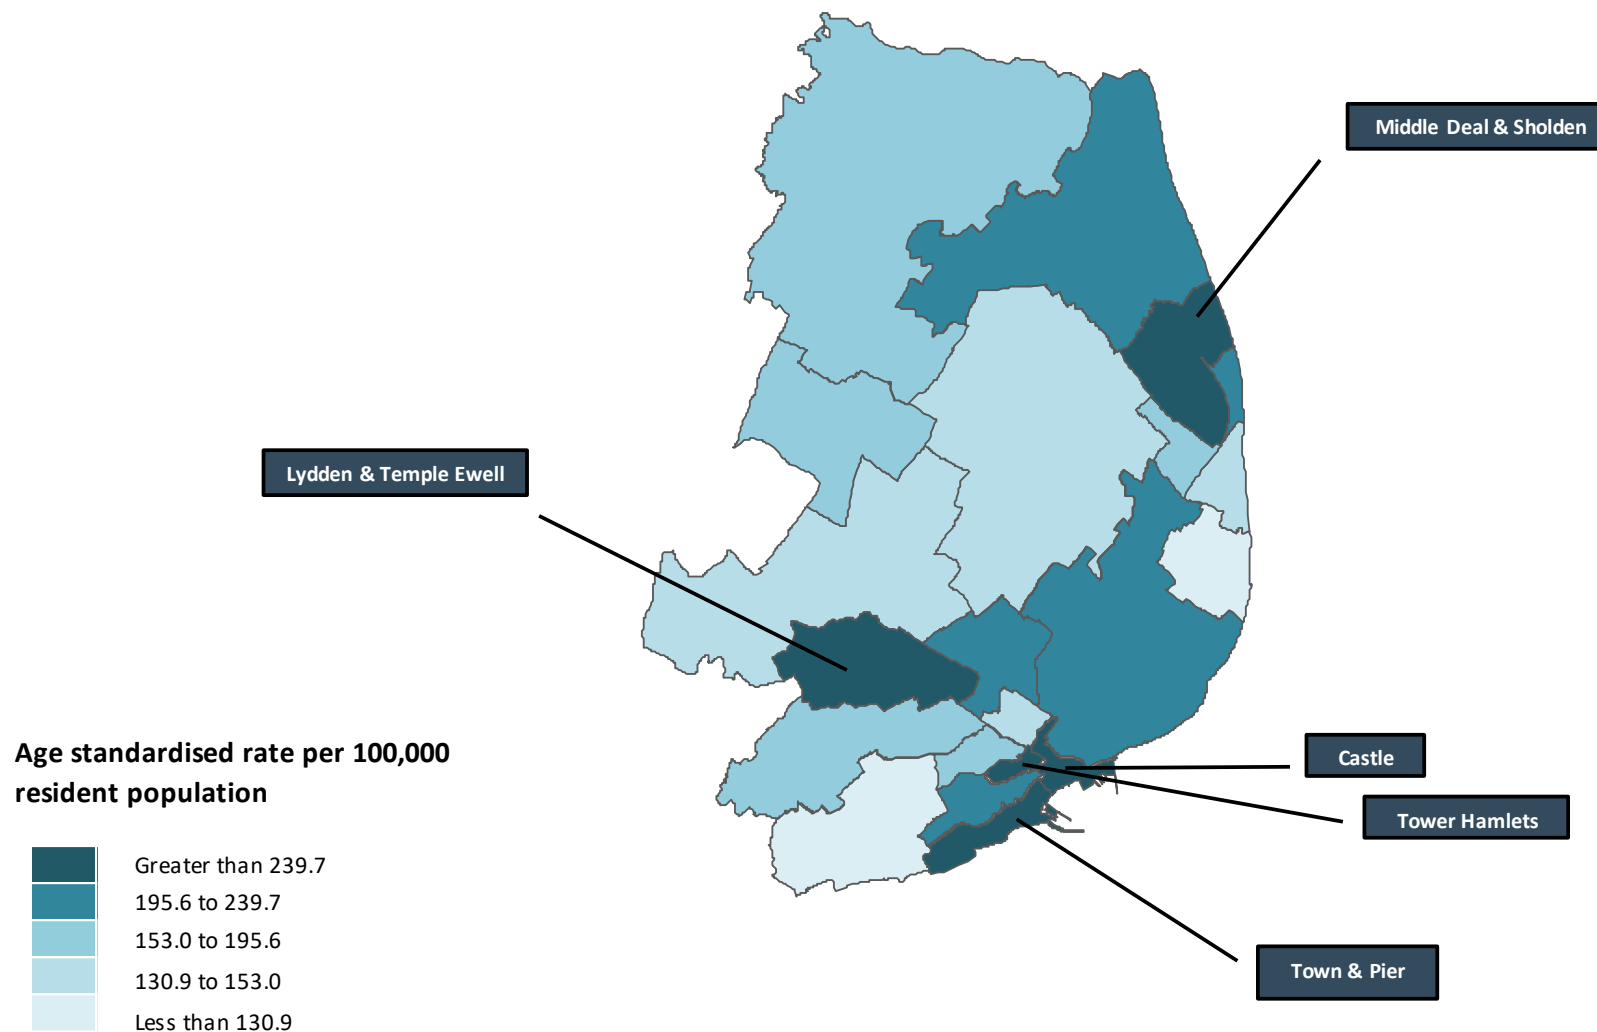 Middle Deal & Sholden
Lydden & Temple Ewell
Castle
Tower Hamlets
Town & Pier
Age standardised rate per 100,000
resident population
Greater than 239.7
195.6 to 239.7
153.0 to 195.6
130.9 to 153.0
Less than 130.9